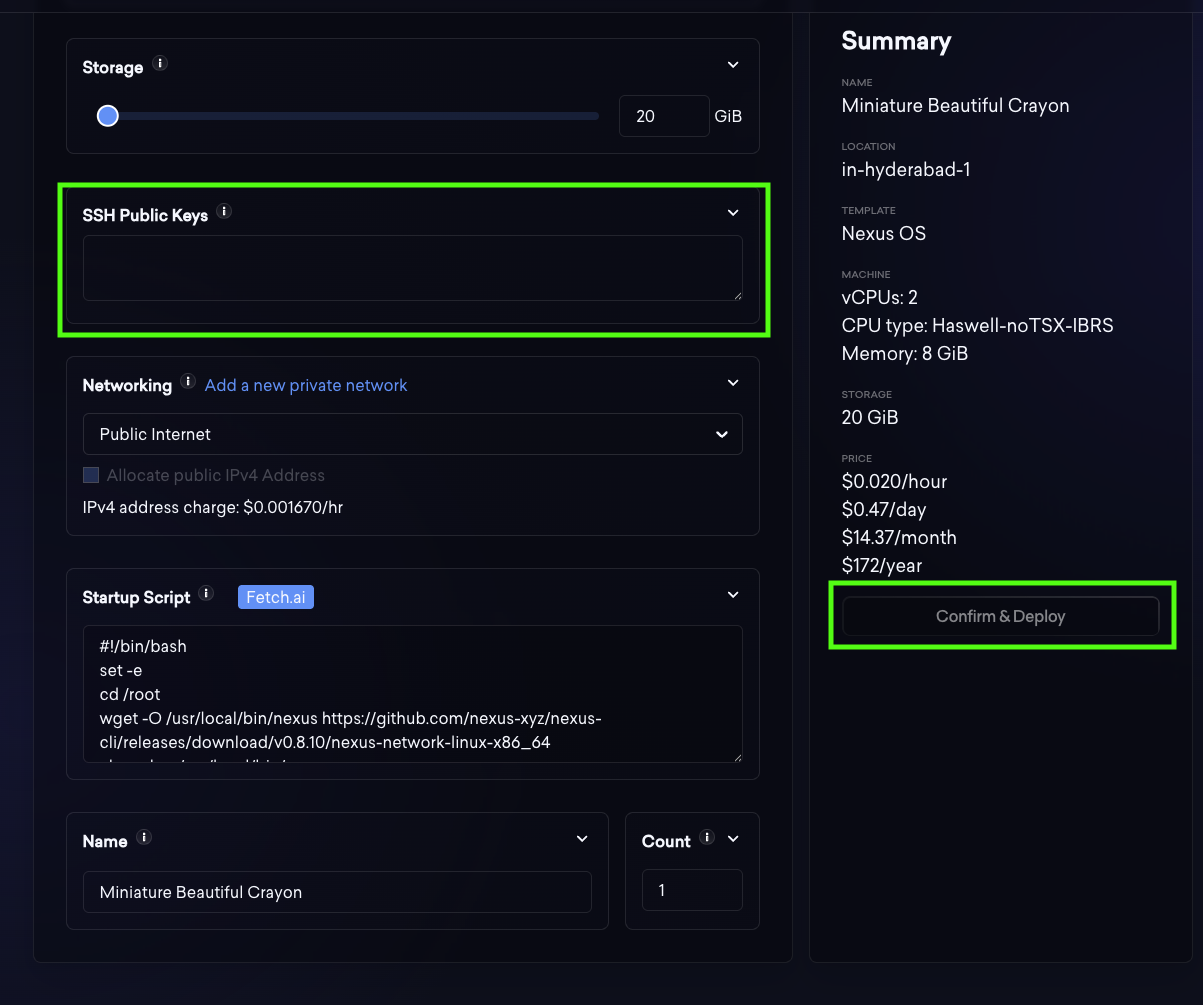 Storage
20 GiB
SSH Public Keys
Networking Add a new private network
Public Internet
Allocate public IPv4 Address
IPv4 address charge: $0.001670/hr
Startup Script Fetch.ai
#!/bin/bash
set -e
cd /root
wget -O /usr/local/bin/nexus https://github.com/nexus-xyz/nexus-
cli/releases/download/v0.8.10/nexus-network-linux-x86_64
Name
Miniature Beautiful Crayon
Count
1
Summary
NAME
Miniature Beautiful Crayon
LOCATION
in-hyderabad-1
TEMPLATE
Nexus OS
MACHINE
vCPUs: 2
CPU type: Haswell-noTSX-IBRS
Memory: 8 GiB
STORAGE
20 GiB
PRICE
$0.020/hour
$0.47/day
$14.37/month
$172/year
Confirm & Deploy